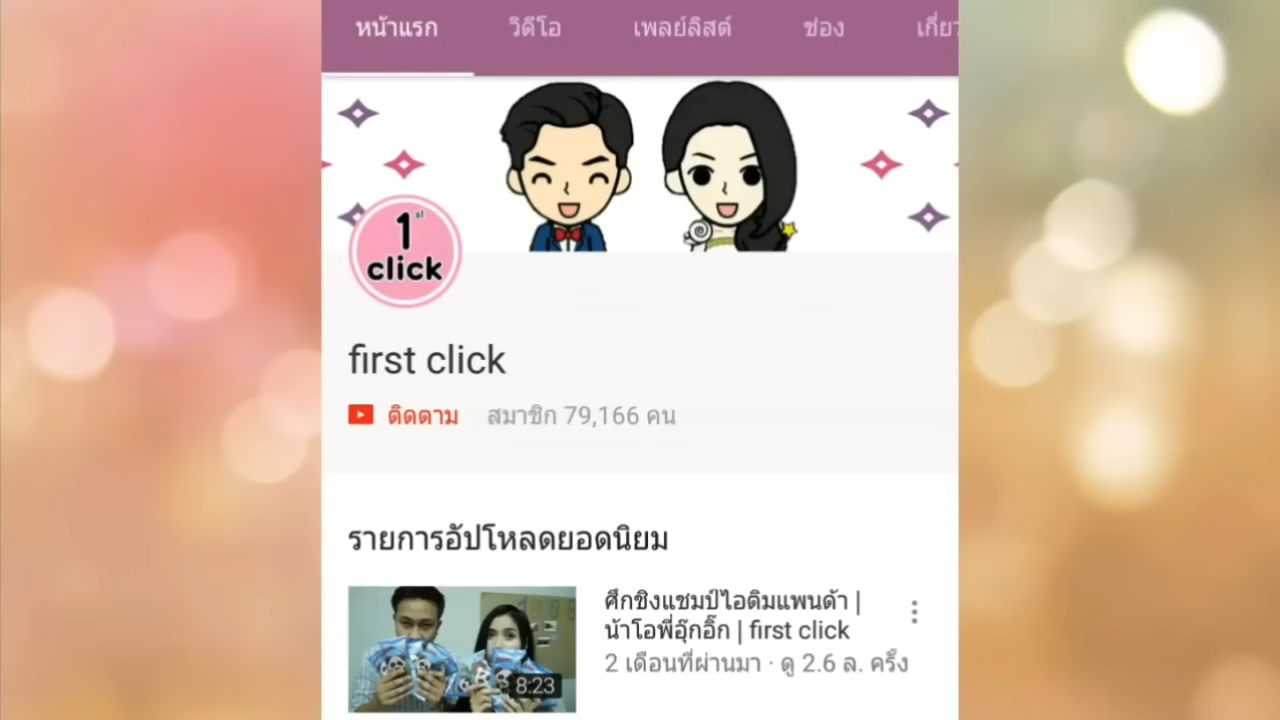 หน้าแรก วิดีโอ เพลย์ลิสต์ ช่อง เกี่ยว
1st
click
first click
ติดตาม สมาชิก 79,166 คน
รายการอัปโหลดยอดนิยม
ศึกชิงแชมป์ไอติมแพนด้า |
น้าโอพี่อุ๊กอิ๊ก | first click
2 เดือนที่ผ่านมา · ดู 2.6 ล. ครั้ง
8:23